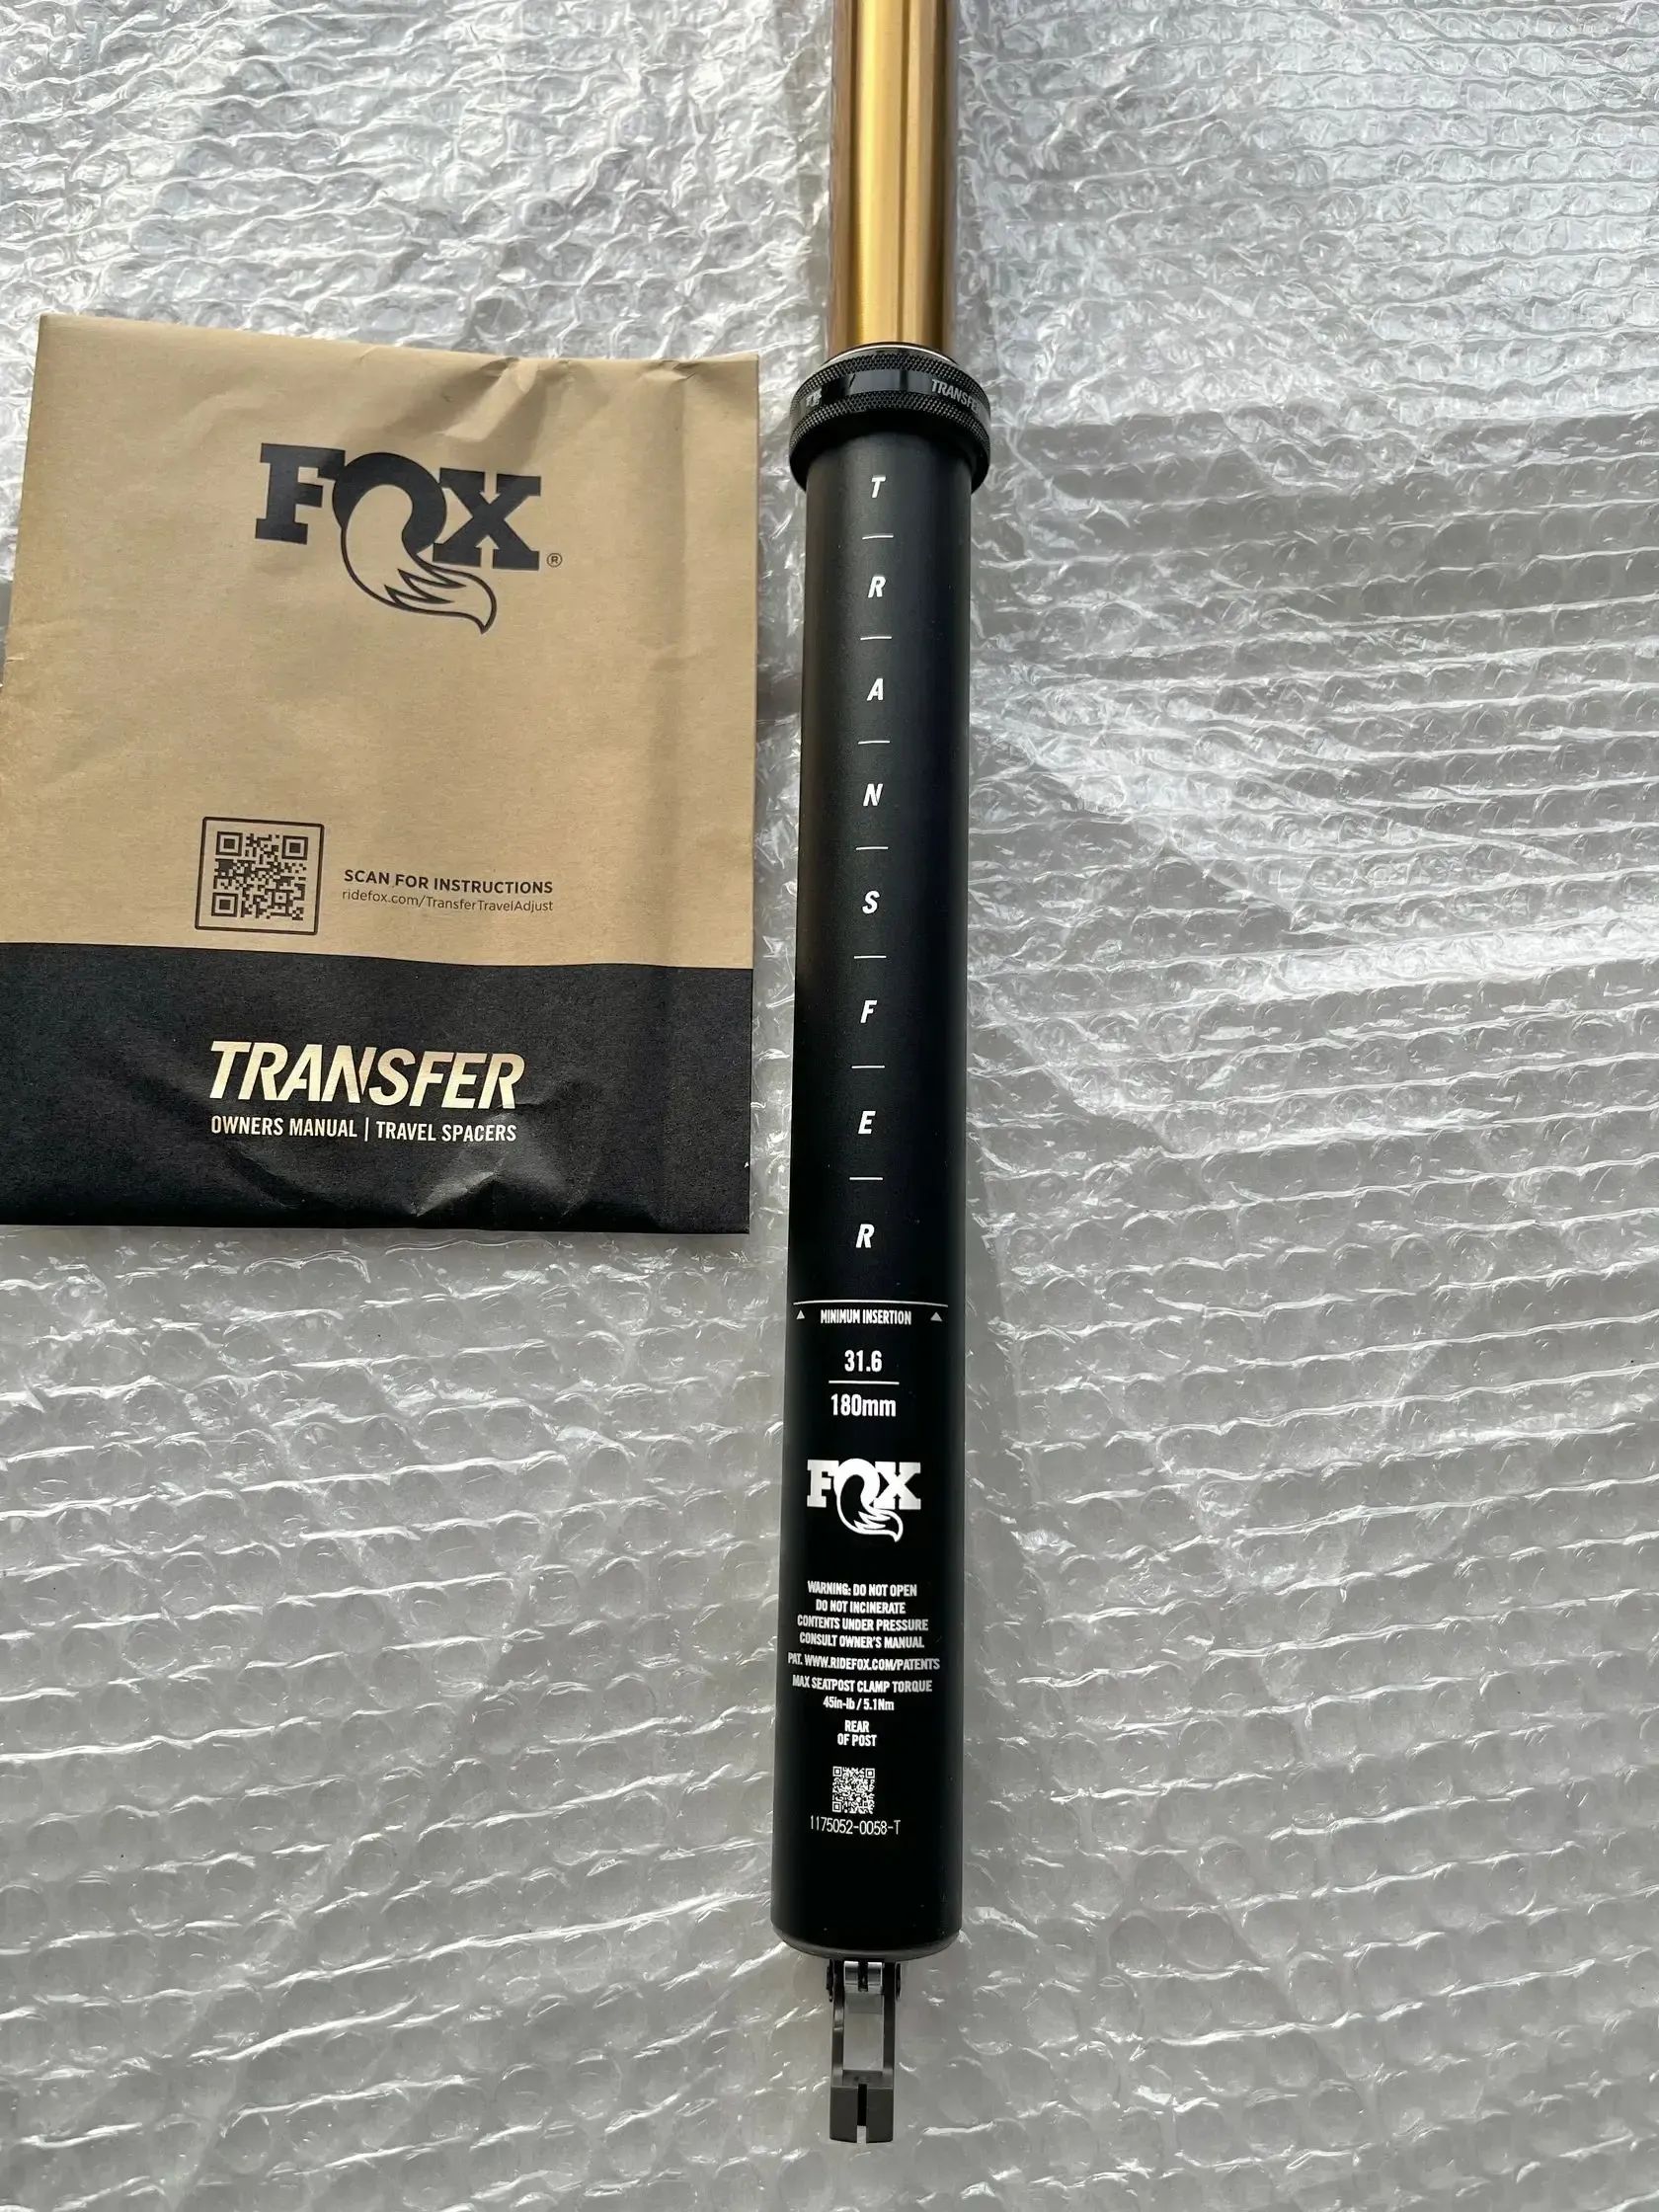 FOX®
SCAN FOR INSTRUCTIONS
ridefox.com/TransferTravelAdjust
TRANSFER
OWNERS MANUAL | TRAVEL SPACERS
TRANSFER
T
R
A
N
S
F
E
R
MINIMUM INSERTION
31.6
180mm
FOX
WARNING: DO NOT OPEN
DO NOT INCINERATE
CONTENTS UNDER PRESSURE
CONSULT OWNER'S MANUAL
PAT. WWW.RIDEFOX.COM/PATENTS
MAX SEATPOST CLAMP TORQUE
45in-lb / 5.1Nm
REAR
OF POST
1175052-0058-T